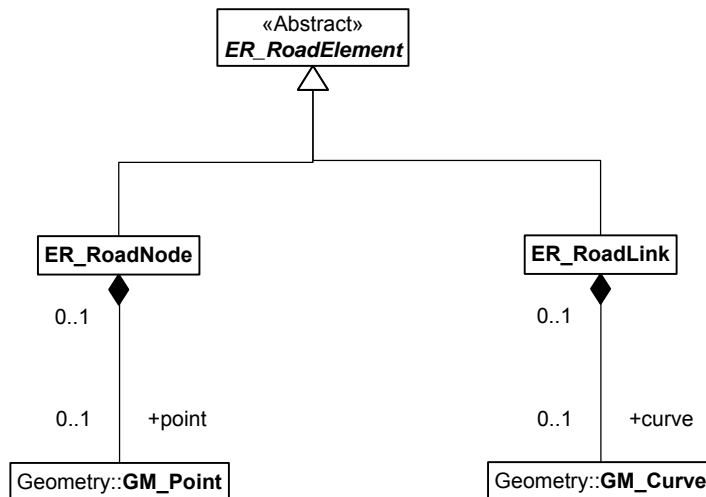 «Abstract»
ER_RoadElement
ER_RoadNode
ER_RoadLink
0..1
0..1
0..1 +point
0..1 +curve
Geometry::GM_Point
Geometry::GM_Curve